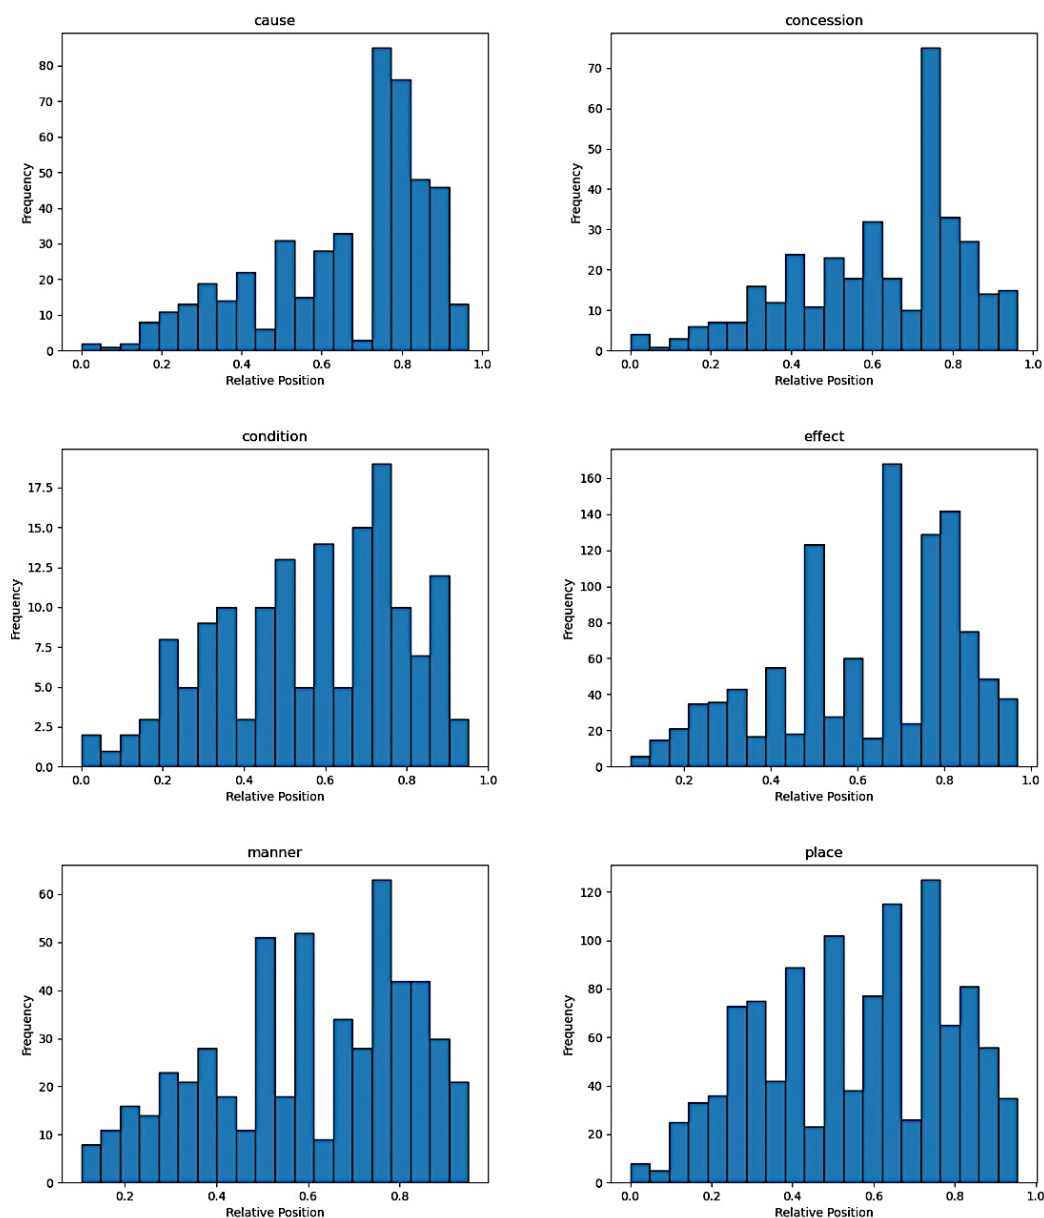 cause
80
70
60
50
40
30
20
10
0
Frequency
0.0 0.2 0.4 0.6 0.8 1.0
Relative Position
concession
70
60
50
40
30
20
10
0
Frequency
0.0 0.2 0.4 0.6 0.8 1.0
Relative Position
condition
17.5
15.0
12.5
10.0
7.5
5.0
2.5
0.0
Frequency
0.0 0.2 0.4 0.6 0.8 1.0
Relative Position
effect
160
140
120
100
80
60
40
20
0
Frequency
0.2 0.4 0.6 0.8 1.0
Relative Position
manner
60
50
40
30
20
10
0
Frequency
0.2 0.4 0.6 0.8
Relative Position
place
120
100
80
60
40
20
0
Frequency
0.0 0.2 0.4 0.6 0.8 1.0
Relative Position